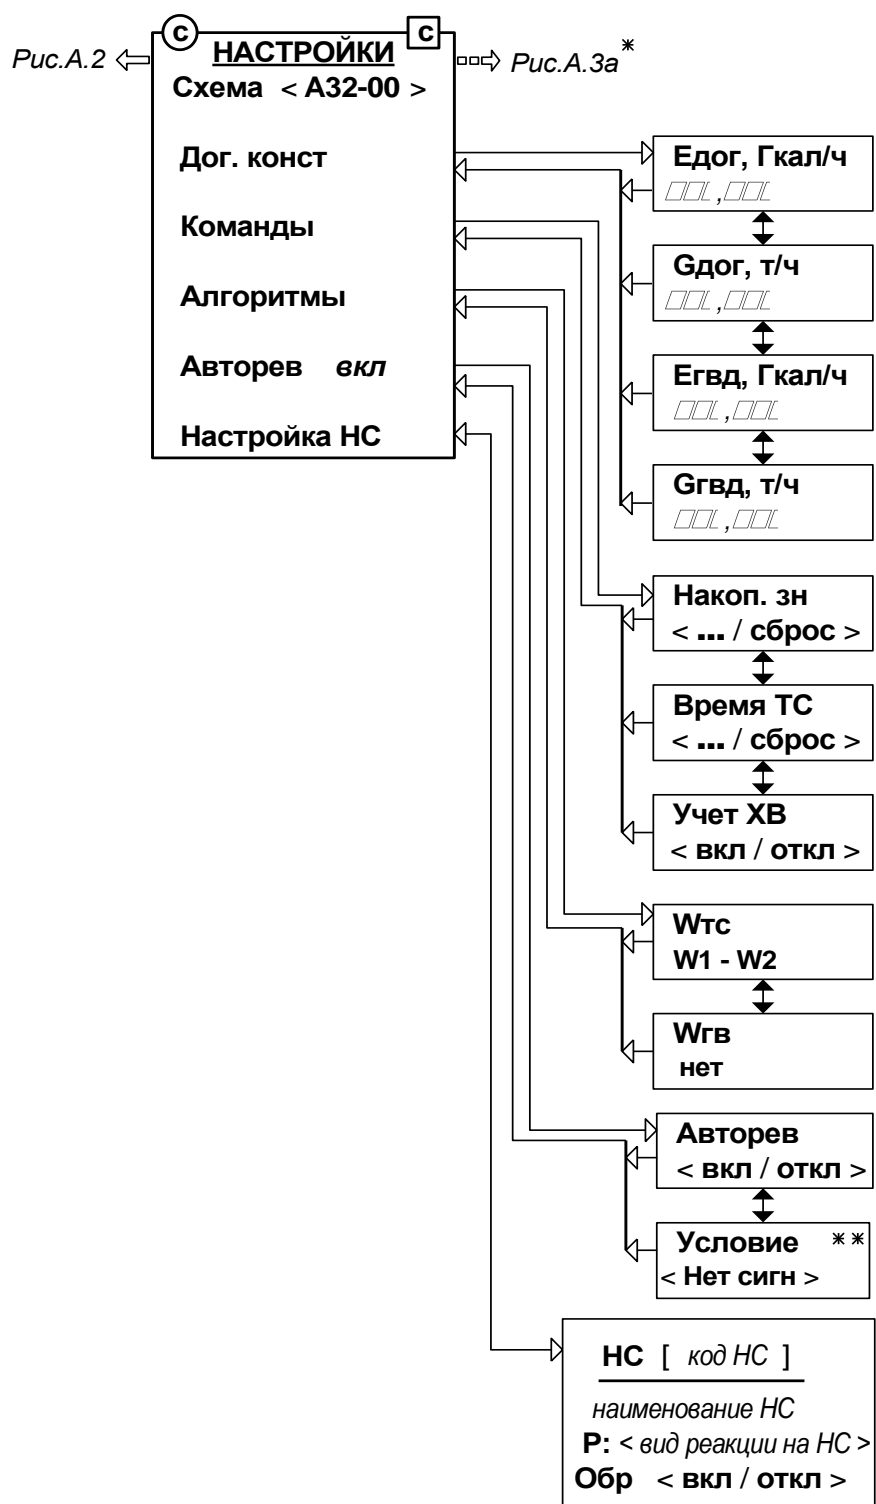 С С
Рис.А.2 НАСТРОЙКИ Рис.А.3а*
Схема < А32-00 >
Дог. конст
Команды
Алгоритмы
Авторев вкл
Настройка НС
Eдог, Гкал/ч
,
Gдог, т/ч
,
Eгвд, Гкал/ч
,
Gгвд, т/ч
,
Накоп. зн
< ... / сброс >
Время ТС
< ... / сброс >
Учет ХВ
< вкл / откл >
Wтс
W1 - W2
Wгв
нет
Авторев
< вкл / откл >
Условие **
< Нет сигн >
НС [ код НС ]
наименование НС
Р: < вид реакции на НС >
Обр < вкл / откл >